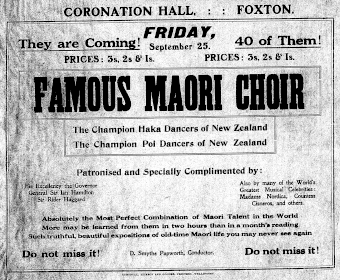 CORONATION HALL, : : FOXTON.
FRIDAY,
They are Coming! September 25. 40 of Them!
PRICES: 3s, 2s & 1s. PRICES: 3s, 2s & 1s.
FAMOUS MAORI CHOIR
The Champion Haka Dancers of New Zealand
The Champion Poi Dancers of New Zealand
Patronised and Specially Complimented by:
His Excellency the Governor
General Sir Ian Hamilton
Sir Rider Haggard
Also by many of the World's
Greatest Musical Celebrities:
Madame Nordica, Countess
Cisneros, and others.
Absolutely the Most Perfect Combination of Maori Talent in the World
More may be learned from them in two hours than in a month's reading
Such truthful, beautiful expositions of old-time Maori life you may never see again
Do not miss it! D. Smythe Papworth, Conductor. Do not miss it!